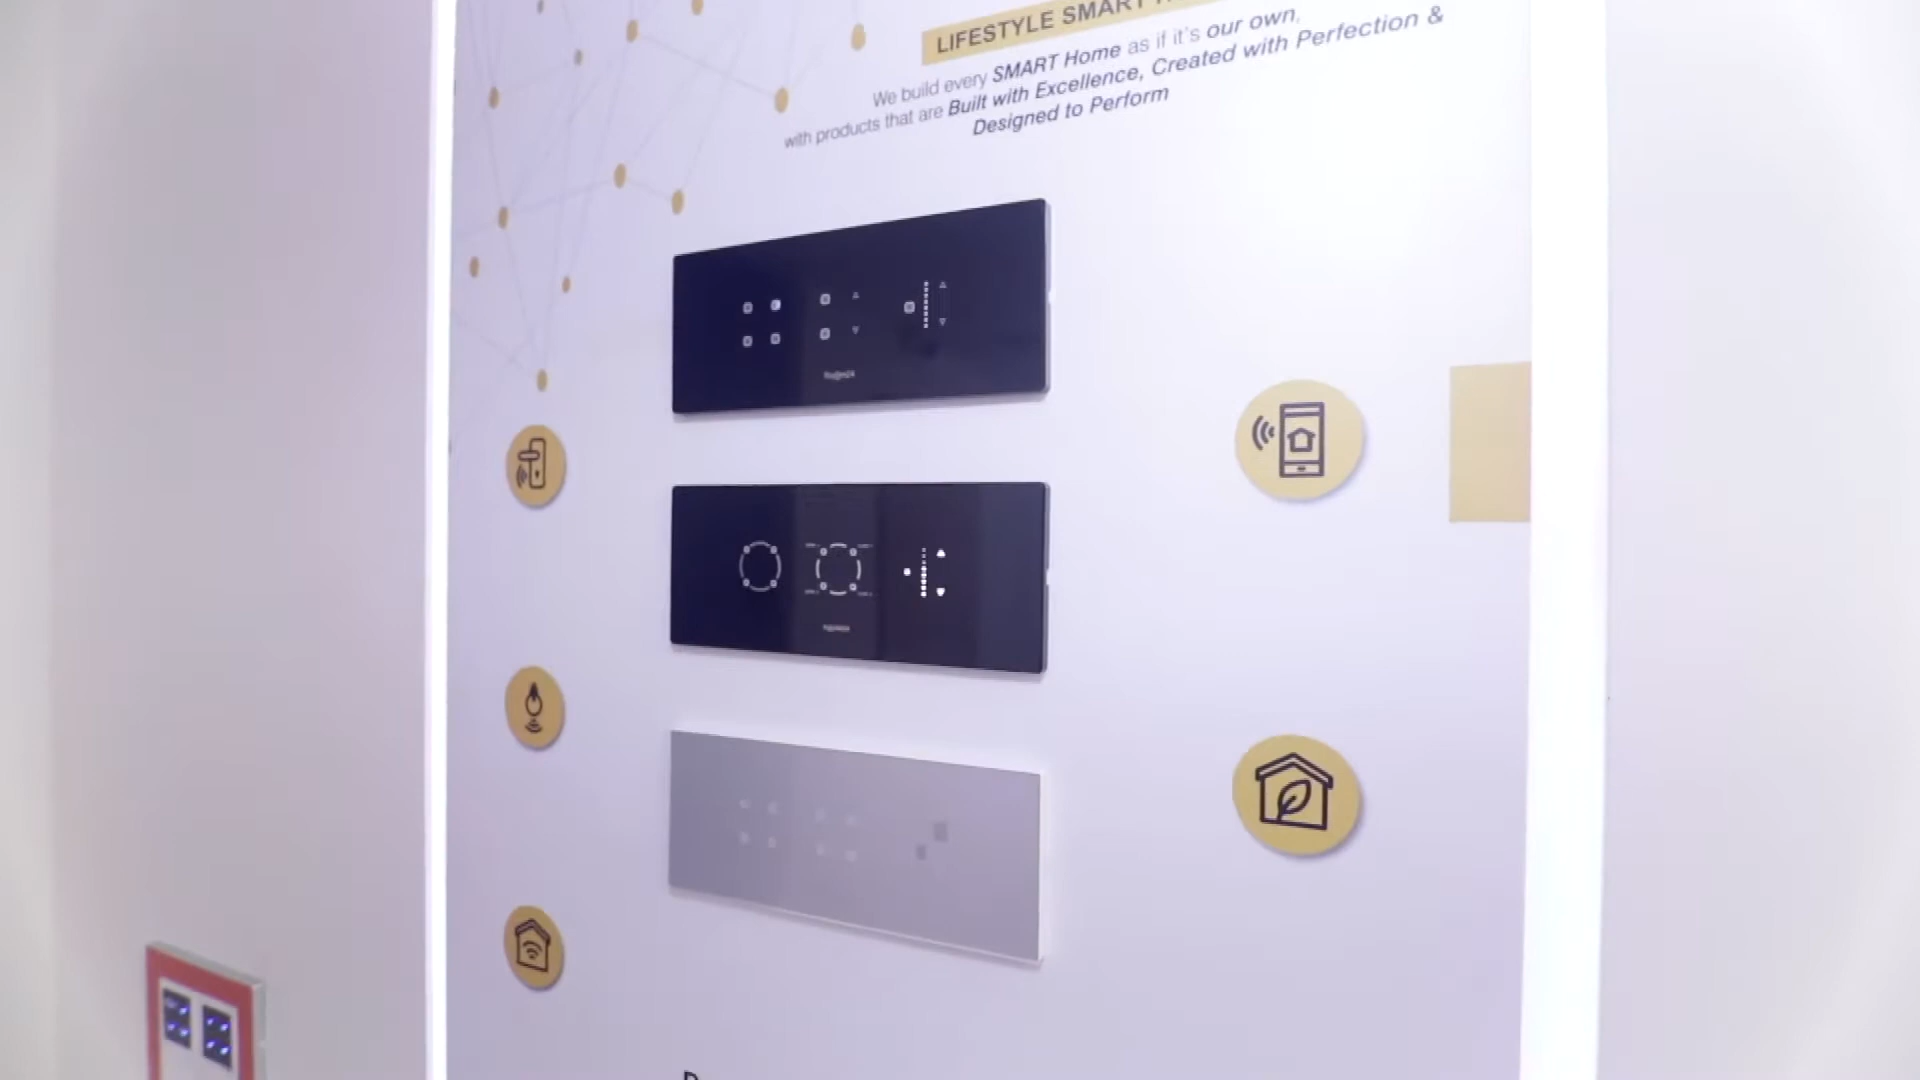 LIFESTYLE SMART
We build every SMART Home as if it's our own,
with products that are Built with Excellence, Created with Perfection &
Designed to Perform